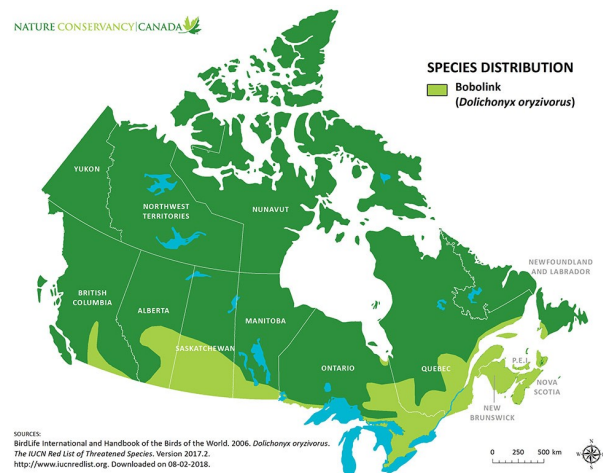 NATURE CONSERVANCY CANADA
SPECIES DISTRIBUTION
Bobolink
(Dolichonyx oryzivorus)
YUKON
NORTHWEST
TERRITORIES
NUNAVUT
NEWFOUNDLAND
AND LABRADOR
BRITISH
COLUMBIA
ALBERTA
SASKATCHEWAN
MANITOBA
ONTARIO
QUEBEC
P.E.I.
NOVA
SCOTIA
NEW
BRUNSWICK
SOURCES:
BirdLife International and Handbook of the Birds of the World. 2006. Dolichonyx oryzivorus.
The IUCN Red List of Threatened Species. Version 2017.2.
http://www.iucnredlist.org. Downloaded on 08-02-2018.
0 250 500 km
N
E
S
W